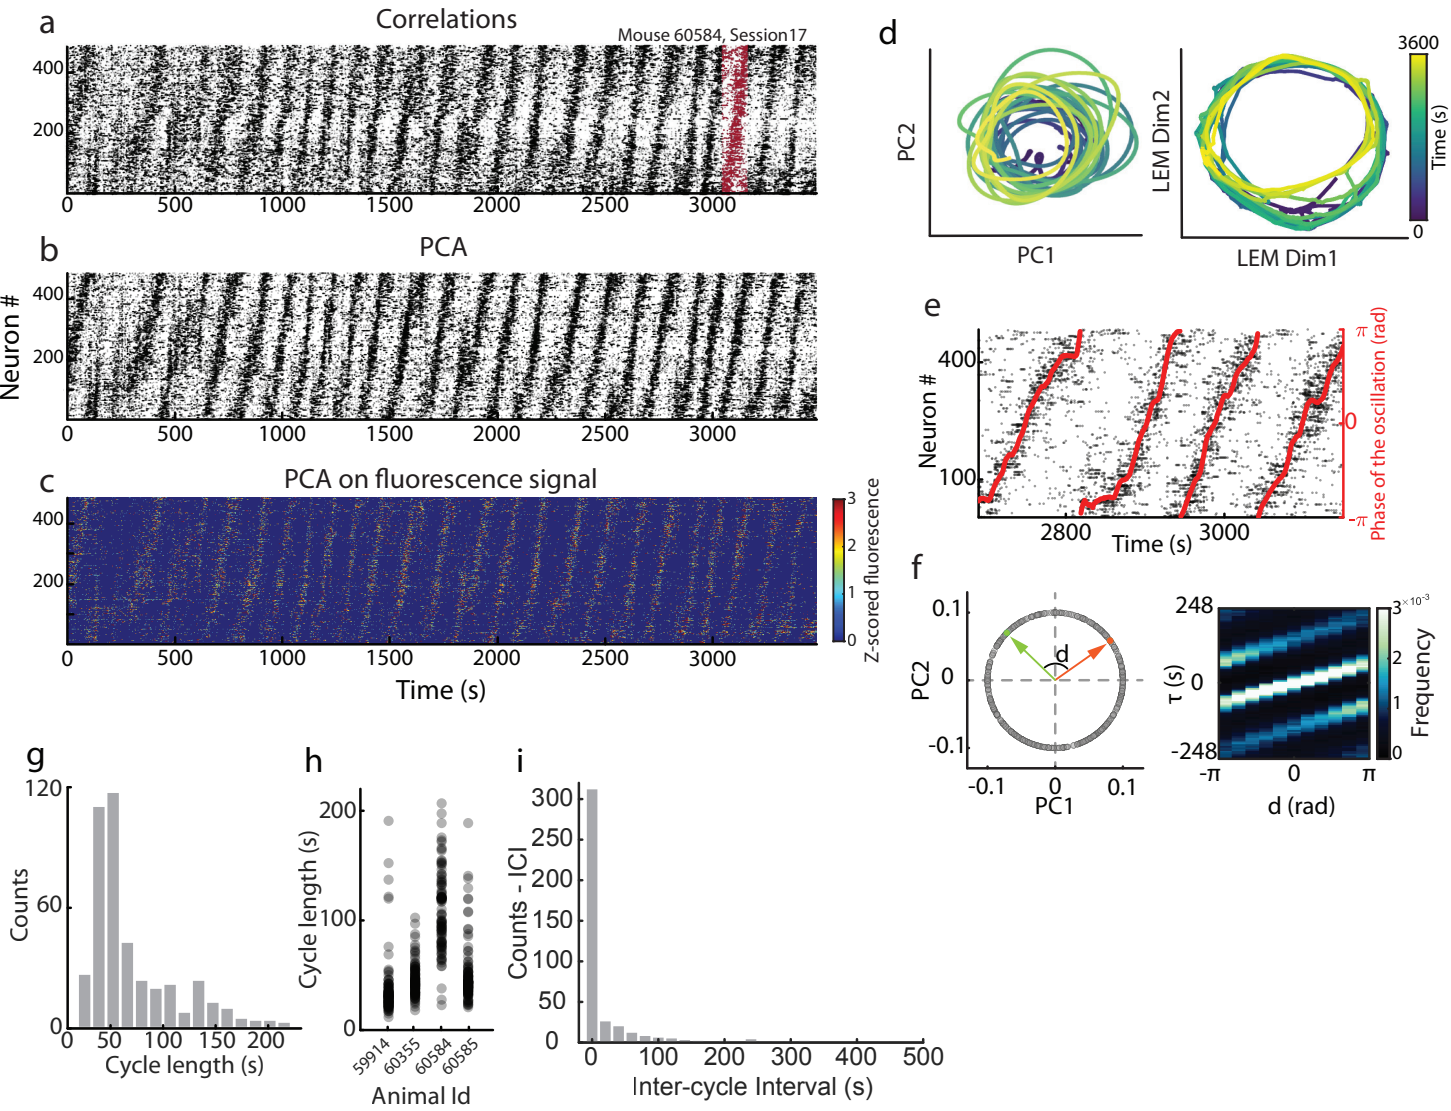 a
Correlations
Mouse 60584, Session17
400
200
0 500 1000 1500 2000 2500 3000
b
PCA
400
200
Neuron #
0 500 1000 1500 2000 2500 3000
c
PCA on fluorescence signal
400
200
0 500 1000 1500 2000 2500 3000
Time (s)
3
2
1
0
Z-scored fluorescence
d
PC2
PC1
LEM Dim2
LEM Dim1
3600
0
Time (s)
e
400
100
Neuron #
2800 3000
Time (s)
π
0
-π
Phase of the oscillation (rad)
f
0.1
0
-0.1
PC2
d
-0.1 0 0.1
PC1
248
0
-248
τ (s)
-π 0 π
d (rad)
3 ×10⁻³
2
1
0
Frequency
g
120
60
0
Counts
0 50 100 150 200
Cycle length (s)
h
200
100
0
Cycle length (s)
59914 60355 60584 60585
Animal Id
i
300
250
200
150
100
50
0
Counts - ICI
0 100 200 300 400 500
Inter-cycle Interval (s)